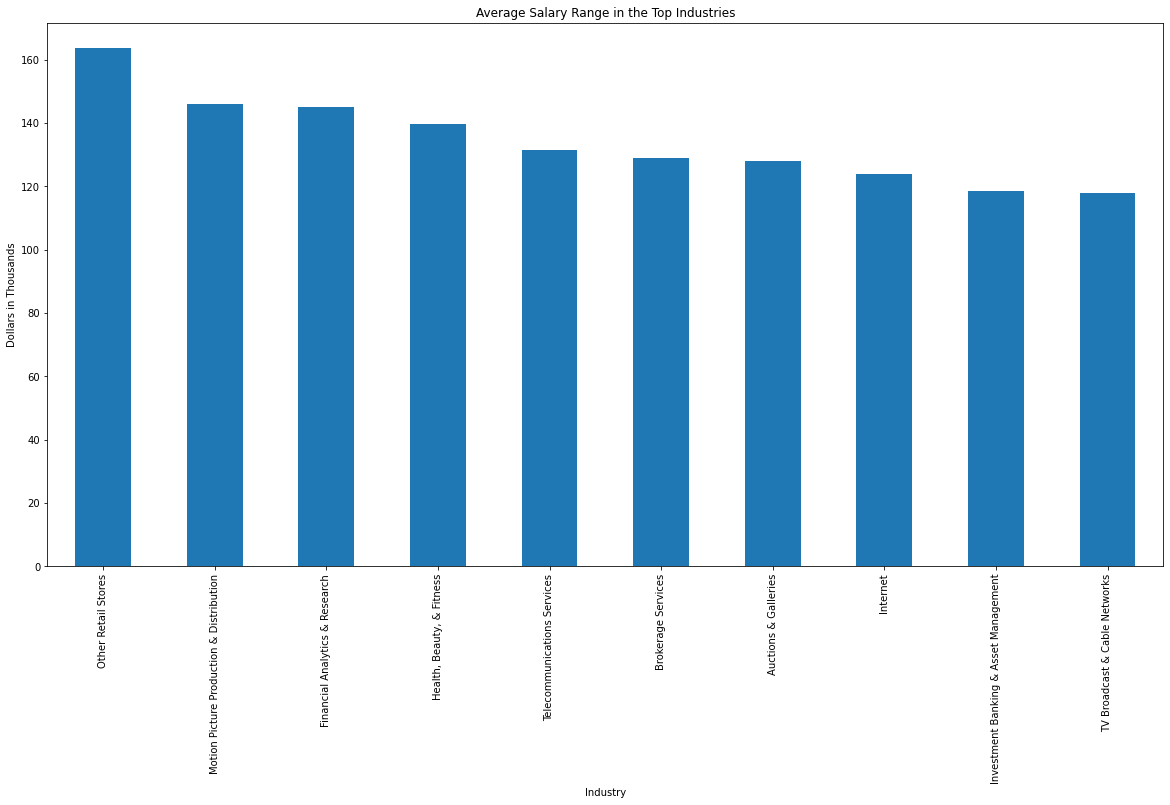 Average Salary Range in the Top Industries
Dollars in Thousands
160
140
120
100
80
60
40
20
0
Other Retail Stores
Motion Picture Production & Distribution
Financial Analytics & Research
Health, Beauty, & Fitness
Telecommunications Services
Brokerage Services
Auctions & Galleries
Internet
Investment Banking & Asset Management
TV Broadcast & Cable Networks
Industry